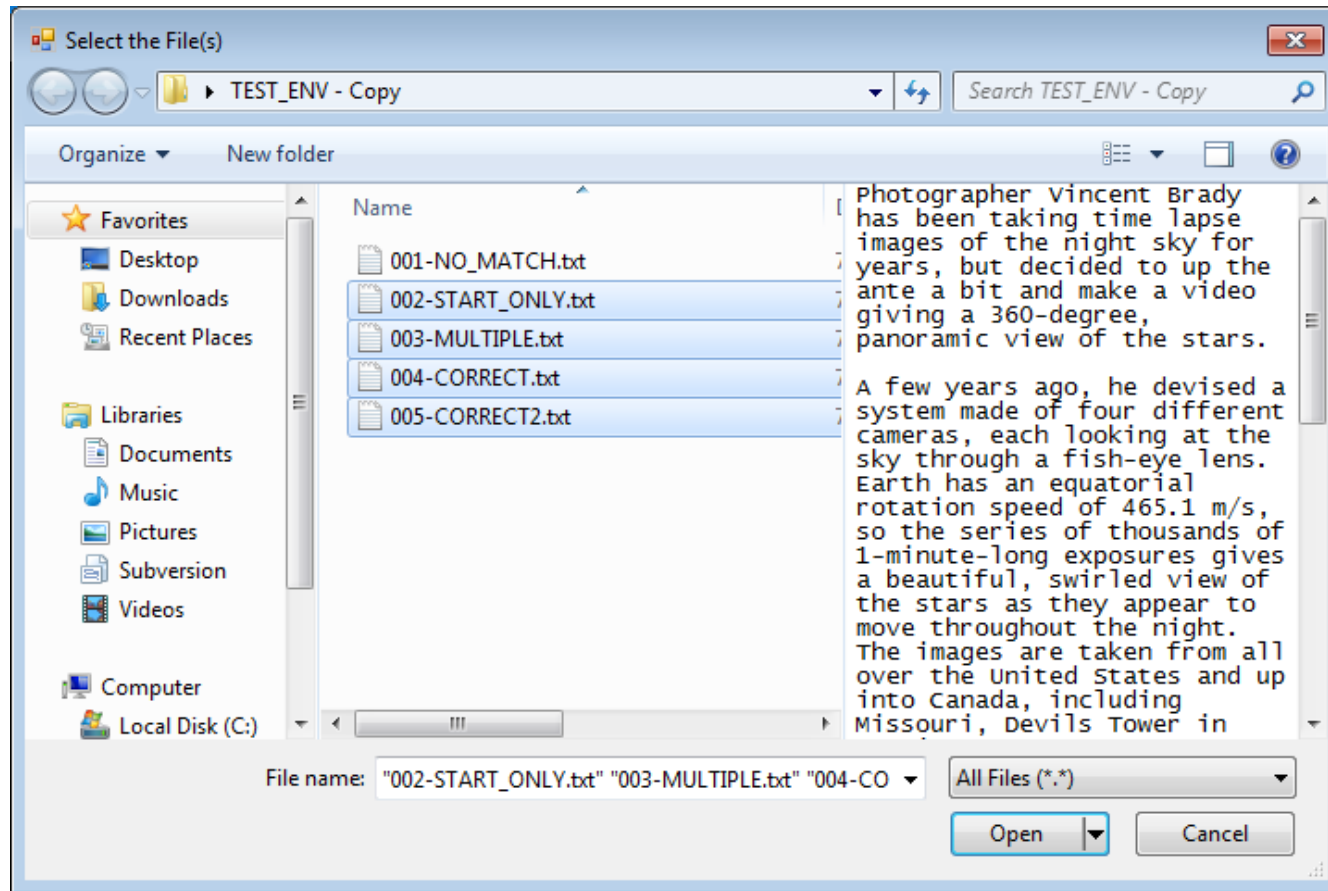 Select the File(s)
TEST_ENV - Copy
Search TEST_ENV - Copy
Organize
New folder
Favorites
Desktop
Downloads
Recent Places
Libraries
Documents
Music
Pictures
Subversion
Videos
Computer
Local Disk (C:)
Name
001-NO_MATCH.txt
002-START_ONLY.txt
003-MULTIPLE.txt
004-CORRECT.txt
005-CORRECT2.txt
Photographer Vincent Brady
has been taking time lapse
images of the night sky for
years, but decided to up the
ante a bit and make a video
giving a 360-degree,
panoramic view of the stars.
A few years ago, he devised a
system made of four different
cameras, each looking at the
sky through a fish-eye lens.
Earth has an equatorial
rotation speed of 465.1 m/s,
so the series of thousands of
1-minute-long exposures gives
a beautiful, swirled view of
the stars as they appear to
move throughout the night.
The images are taken from all
over the United States and up
into Canada, including
Missouri, Devils Tower in
File name:
"002-START_ONLY.txt" "003-MULTIPLE.txt" "004-CO
All Files (*.*)
Open
Cancel